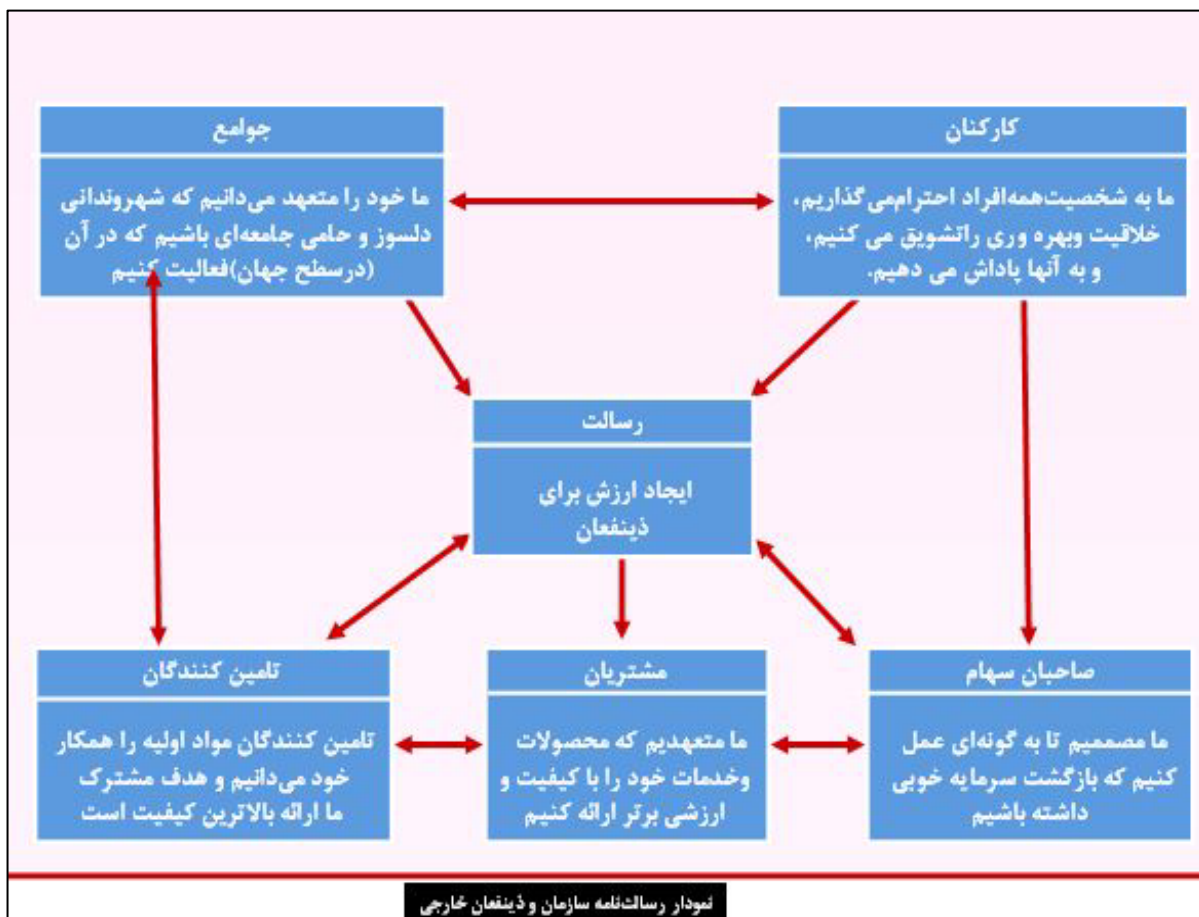 کارکنان
ما به شخصیت‌همه‌افراد احترام‌می‌گذاریم،
خلاقیت وبهره وری راتشویق می کنیم،
و به آنها پاداش می دهیم.
جوامع
ما خود را متعهد می‌دانیم که شهروندانی
دلسوز و حامی جامعه‌ای باشیم که در آن
(درسطح جهان)فعالیت کنیم
رسالت
ایجاد ارزش برای
ذینفعان
صاحبان سهام
ما مصممیم تا به گونه‌ای عمل
کنیم که بازگشت سرمایه خوبی
داشته باشیم
مشتریان
ما متعهدیم که محصولات
وخدمات خود را با کیفیت و
ارزشی برتر ارائه کنیم
تامین کنندگان
تامین کنندگان مواد اولیه را همکار
خود می‌دانیم و هدف مشترک
ما ارائه بالاترین کیفیت است
نمودار رسالت‌نامه سازمان و ذینفعان خارجی